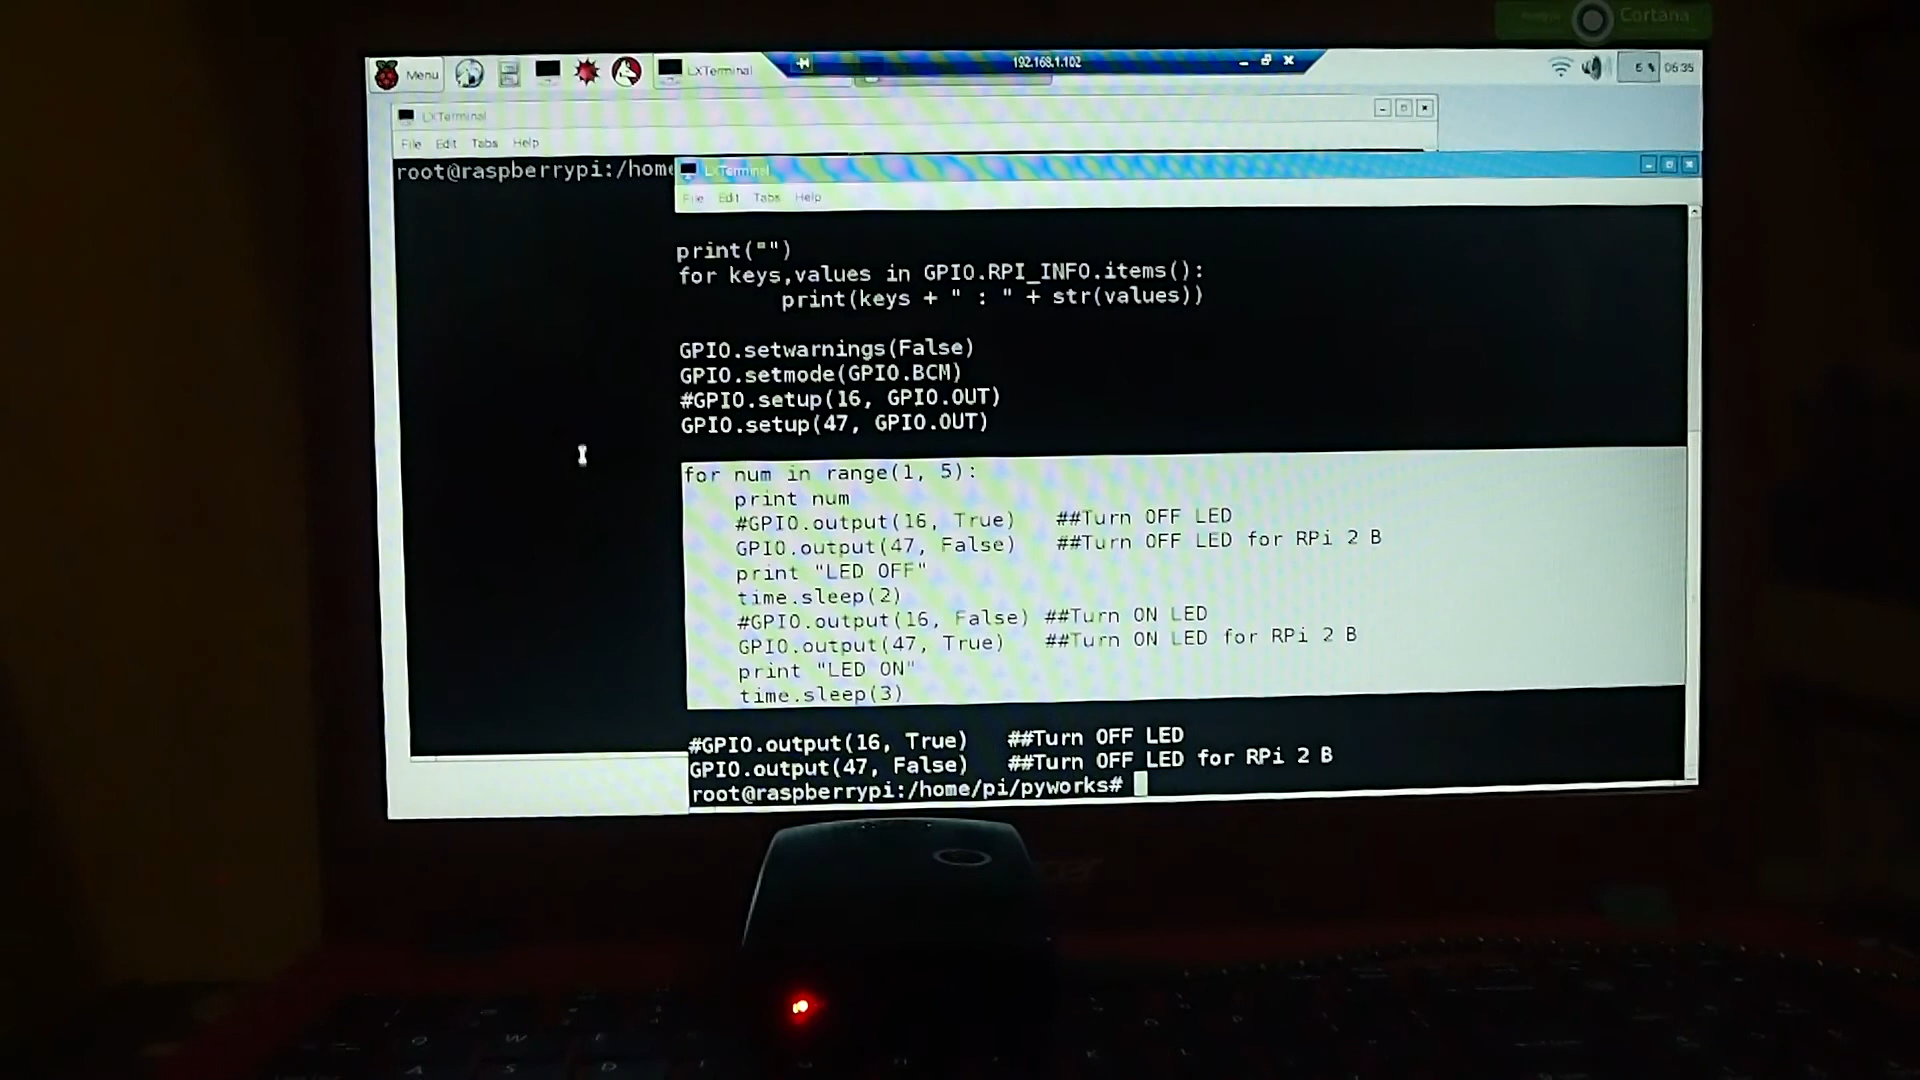 Cortana
Menu
LXTerminal
192.168.1.102
6 %
06:35
LXTerminal
File Edit Tabs Help
root@raspberrypi:/home
LXTerminal
File Edit Tabs Help
print("")
for keys,values in GPIO.RPI_INFO.items():
        print(keys + " : " + str(values))
GPIO.setwarnings(False)
GPIO.setmode(GPIO.BCM)
#GPIO.setup(16, GPIO.OUT)
GPIO.setup(47, GPIO.OUT)
for num in range(1, 5):
    print num
    #GPIO.output(16, True)   ##Turn OFF LED
    GPIO.output(47, False)   ##Turn OFF LED for RPi 2 B
    print "LED OFF"
    time.sleep(2)
    #GPIO.output(16, False) ##Turn ON LED
    GPIO.output(47, True)   ##Turn ON LED for RPi 2 B
    print "LED ON"
    time.sleep(3)
#GPIO.output(16, True)   ##Turn OFF LED
GPIO.output(47, False)   ##Turn OFF LED for RPi 2 B
root@raspberrypi:/home/pi/pyworks#
acer